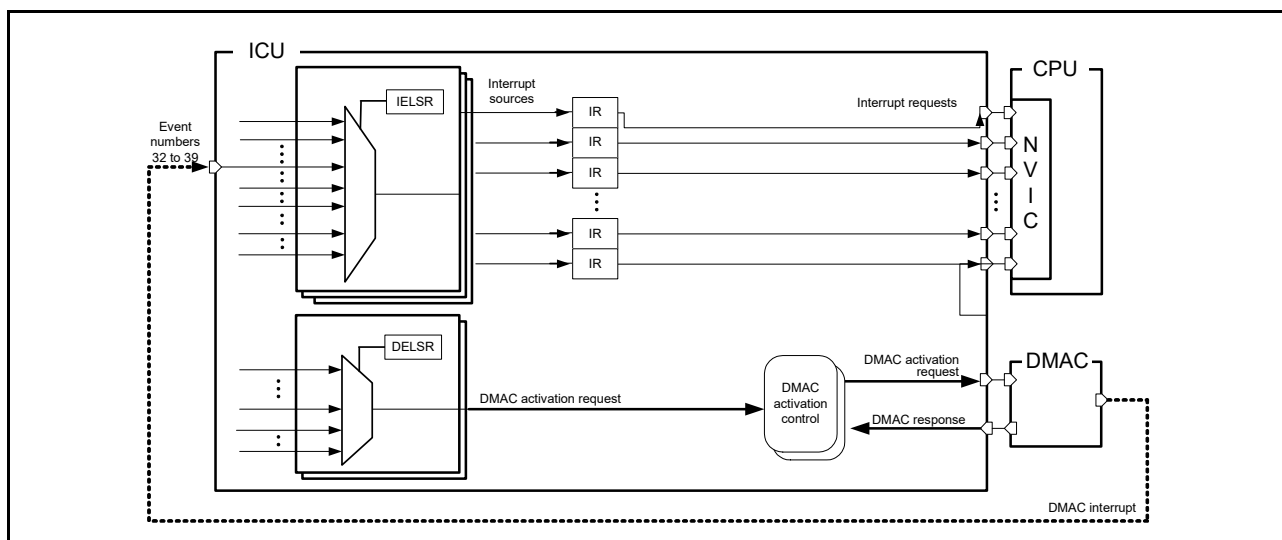 ICU
CPU
IELSR
Interrupt
sources
IR
Interrupt requests
Event
numbers
32 to 39
IR
IR
IR
IR
N
V
I
C
DELSR
DMAC activation request
DMAC
activation
control
DMAC activation
request
DMAC response
DMAC
DMAC interrupt